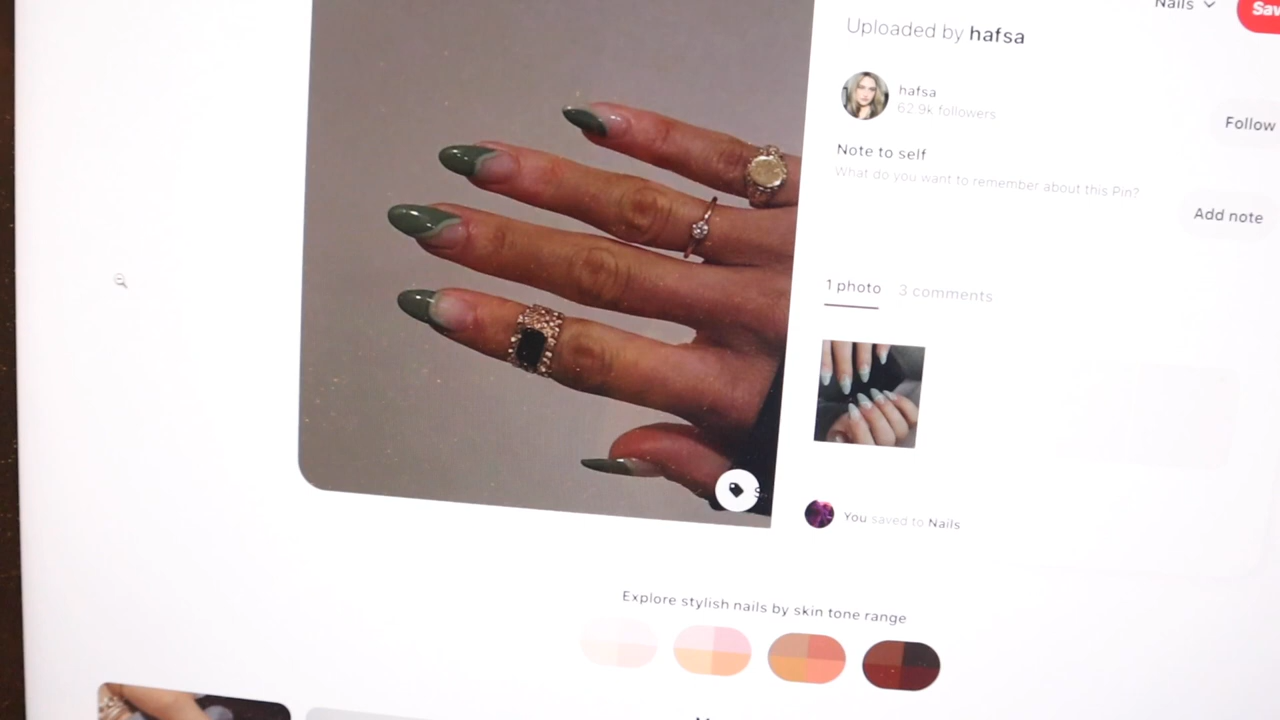 Nails
Uploaded by hafsa
hafsa
62.9k followers
Follow
Note to self
What do you want to remember about this Pin?
Add note
1 photo
3 comments
You saved to Nails
Explore stylish nails by skin tone range